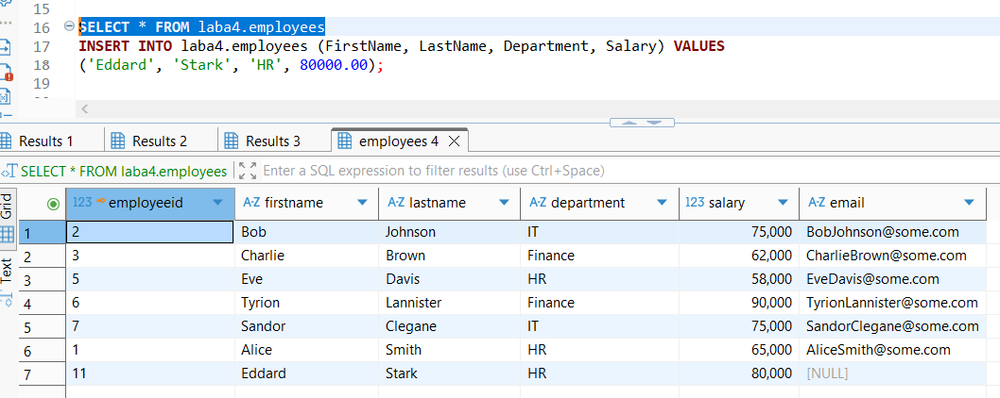 15
16 SELECT * FROM laba4.employees
17 INSERT INTO laba4.employees (FirstName, LastName, Department, Salary) VALUES
18 ('Eddard', 'Stark', 'HR', 80000.00);
19
Results 1 Results 2 Results 3 employees 4
SELECT * FROM laba4.employees Enter a SQL expression to filter results (use Ctrl+Space)
Grid
Text
123 employeeid A-Z firstname A-Z lastname A-Z department 123 salary A-Z email
1 2 Bob Johnson IT 75,000 BobJohnson@some.com
2 3 Charlie Brown Finance 62,000 CharlieBrown@some.com
3 5 Eve Davis HR 58,000 EveDavis@some.com
4 6 Tyrion Lannister Finance 90,000 TyrionLannister@some.com
5 7 Sandor Clegane IT 75,000 SandorClegane@some.com
6 1 Alice Smith HR 65,000 AliceSmith@some.com
7 11 Eddard Stark HR 80,000 [NULL]